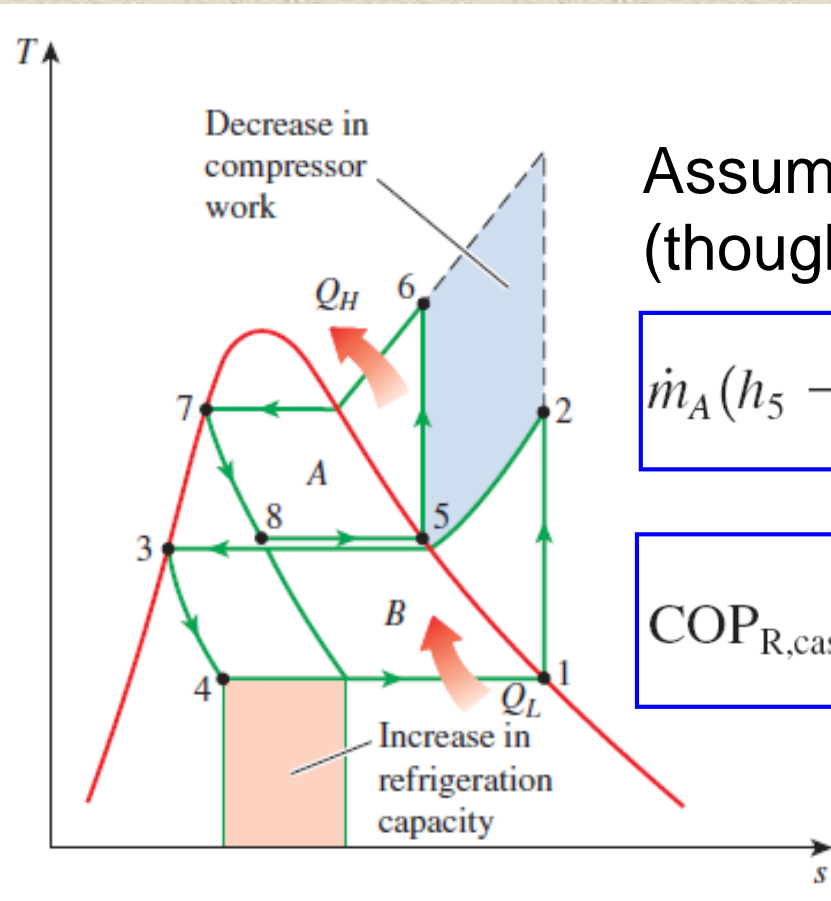 T
Decrease in
compressor
work
Q_H
6
7
2
A
8
5
3
B
4
1
Q_L
Increase in
refrigeration
capacity
s
Assum
(though
ṁ_A(h_5 –
COP_R,cas